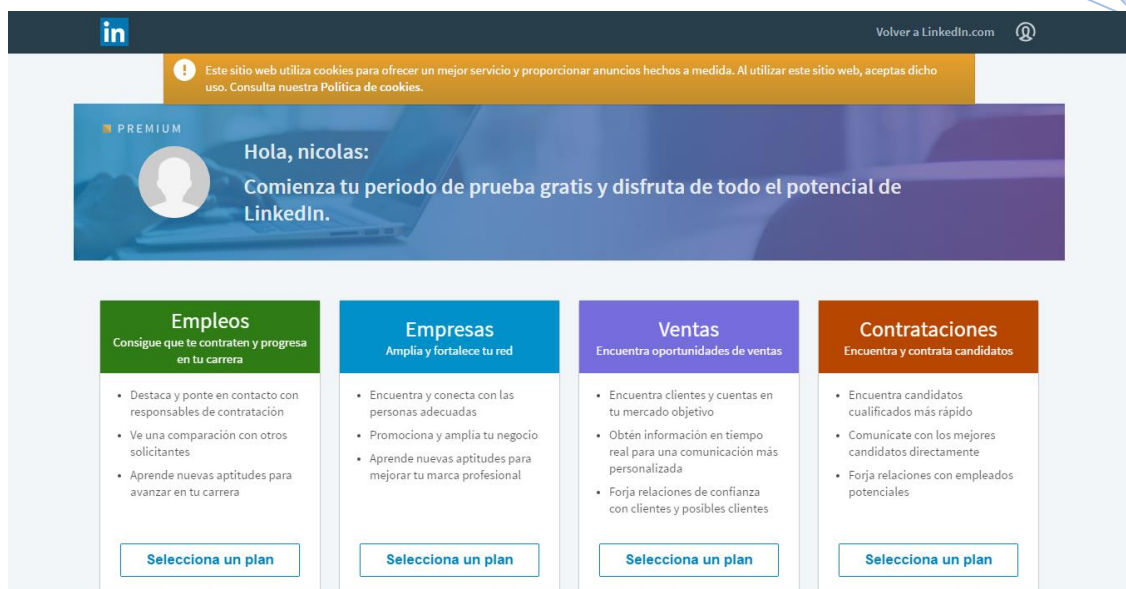 in
Volver a LinkedIn.com
Este sitio web utiliza cookies para ofrecer un mejor servicio y proporcionar anuncios hechos a medida. Al utilizar este sitio web, aceptas dicho
uso. Consulta nuestra Política de cookies.
PREMIUM
Hola, nicolas:
Comienza tu periodo de prueba gratis y disfruta de todo el potencial de
LinkedIn.
Empleos
Consigue que te contraten y progresa
en tu carrera
• Destaca y ponte en contacto con
responsables de contratación
• Ve una comparación con otros
solicitantes
• Aprende nuevas aptitudes para
avanzar en tu carrera
Selecciona un plan
Empresas
Amplía y fortalece tu red
• Encuentra y conecta con las
personas adecuadas
• Promociona y amplía tu negocio
• Aprende nuevas aptitudes para
mejorar tu marca profesional
Selecciona un plan
Ventas
Encuentra oportunidades de ventas
• Encuentra clientes y cuentas en
tu mercado objetivo
• Obtén información en tiempo
real para una comunicación más
personalizada
• Forja relaciones de confianza
con clientes y posibles clientes
Selecciona un plan
Contrataciones
Encuentra y contrata candidatos
• Encuentra candidatos
cualificados más rápido
• Comunícate con los mejores
candidatos directamente
• Forja relaciones con empleados
potenciales
Selecciona un plan